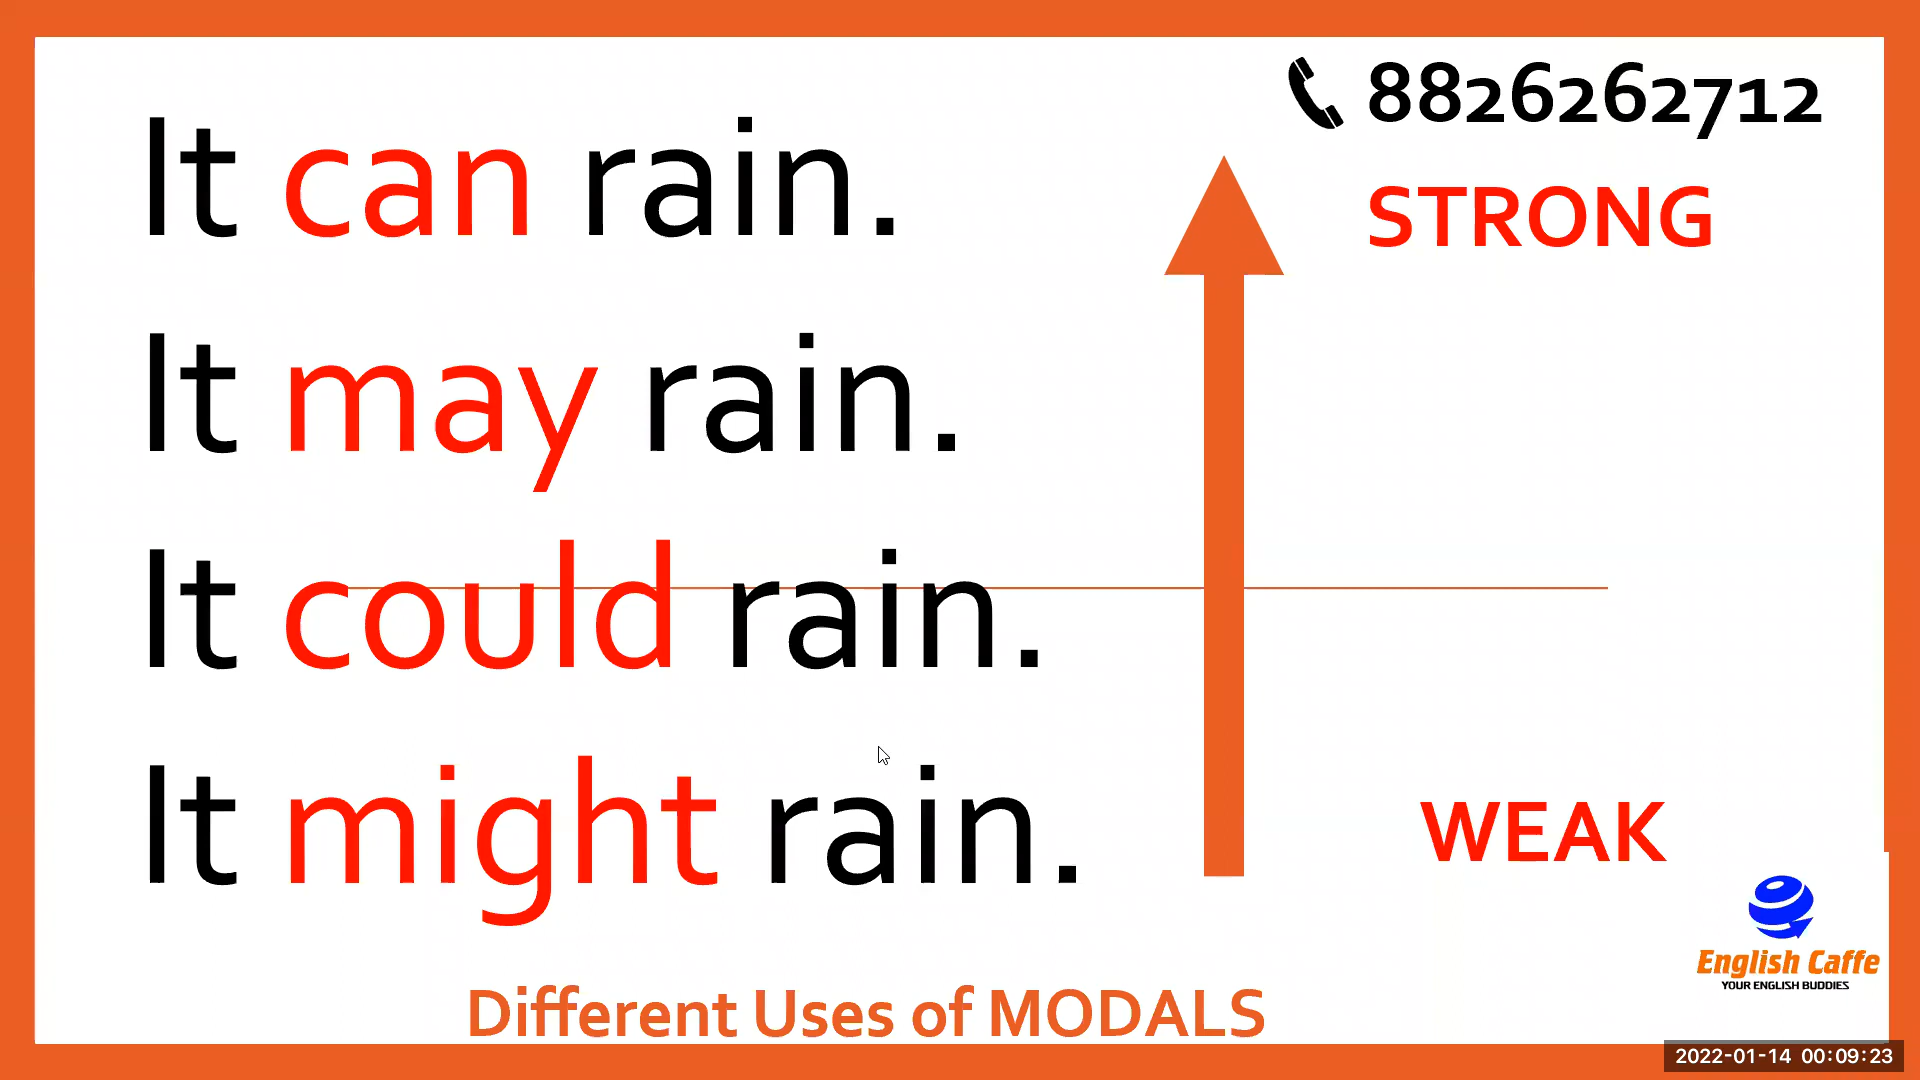 8826262712
It can rain.
STRONG
It may rain.
It could rain.
It might rain.
WEAK
English Caffe
YOUR ENGLISH BUDDIES
Different Uses of MODALS
2022-01-14 00:09:23